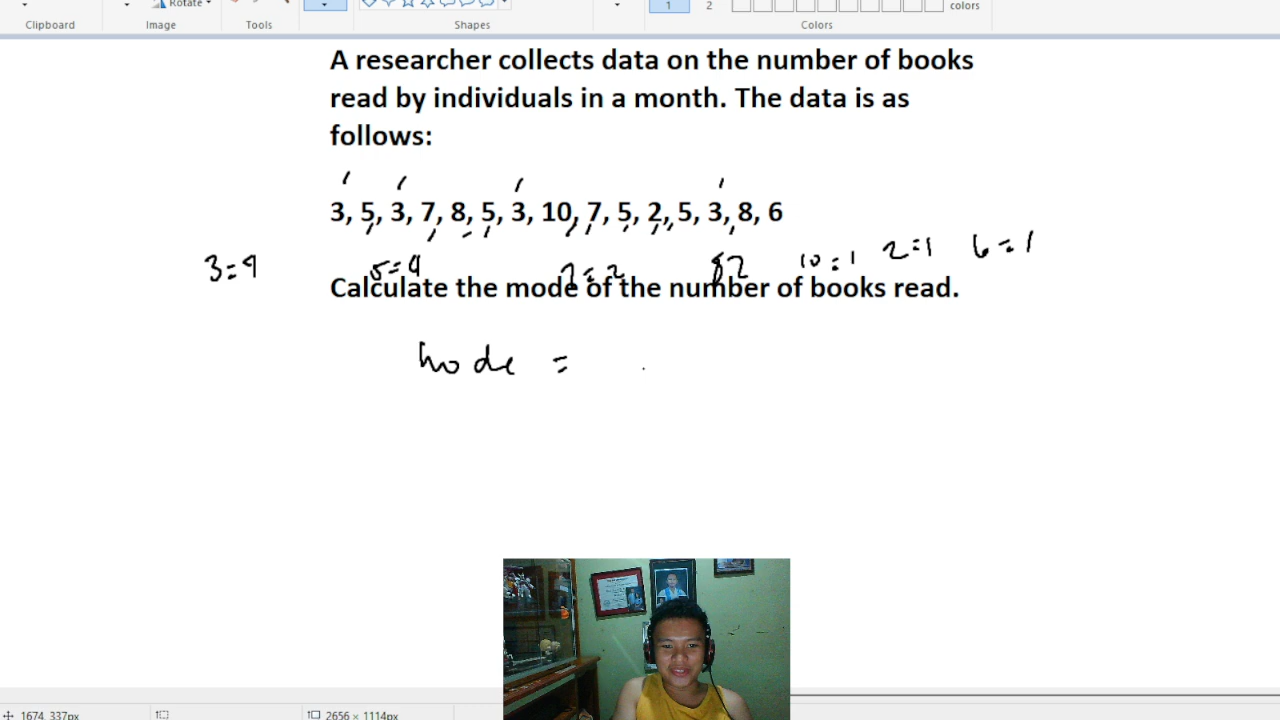 Rotate
1 2 colors
Clipboard Image Tools Shapes Colors
A researcher collects data on the number of books
read by individuals in a month. The data is as
follows:
3, 5, 3, 7, 8, 5, 3, 10, 7, 5, 2, 5, 3, 8, 6
3=4 5=4 7=2 82 10=1 2=1 6=1
Calculate the mode of the number of books read.
mode =
1674, 337px 2656 × 1114px